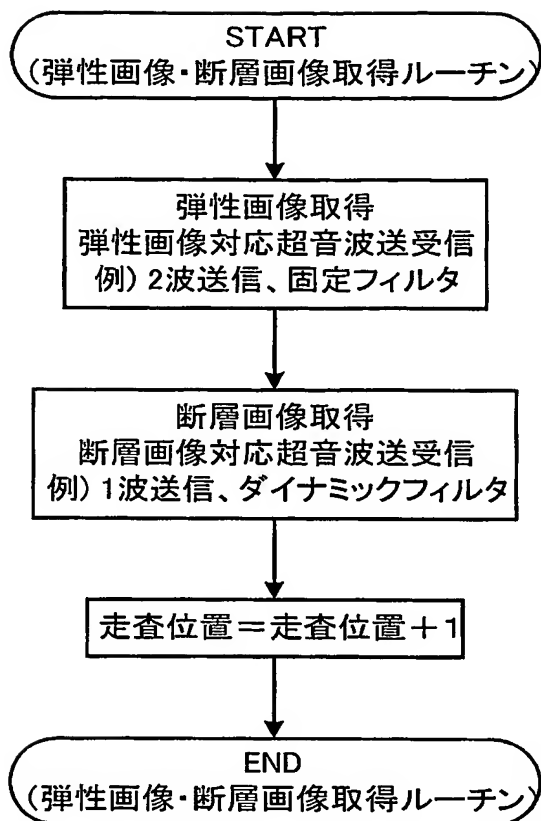 START
(弾性画像・断層画像取得ルーチン)
弾性画像取得
弾性画像対応超音波送受信
例) 2波送信、固定フィルタ
断層画像取得
断層画像対応超音波送受信
例) 1波送信、ダイナミックフィルタ
走査位置＝走査位置＋1
END
(弾性画像・断層画像取得ルーチン)